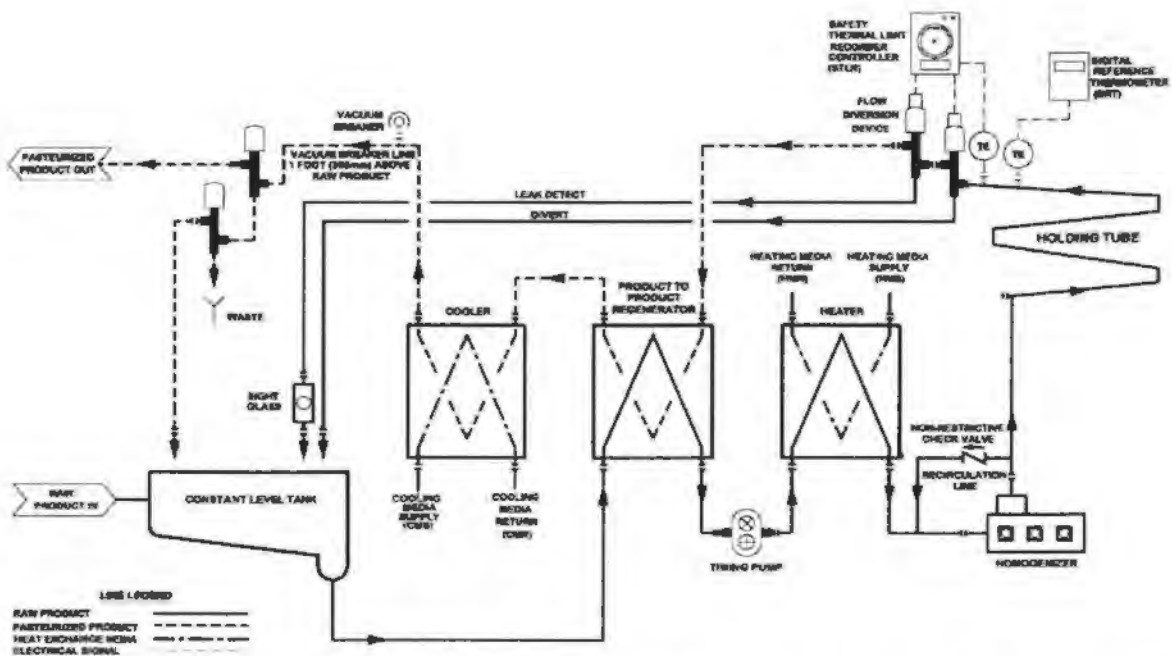 SAFETY
THERMAL LIMIT
RECORDER
CONTROLLER
(STLR)
DIGITAL
REFERENCE
THERMOMETER
(DRT)
FLOW
DIVERSION
DEVICE
TE
TE
VACUUM
BREAKER
PASTEURIZED
PRODUCT OUT
VACUUM BREAKER LINE
1 FOOT (305mm) ABOVE
RAW PRODUCT
LEAK DETECT
DIVERT
HOLDING TUBE
WASTE
HEATING MEDIA
RETURN
(HMR)
HEATING MEDIA
SUPPLY
(HMS)
COOLER
PRODUCT TO
PRODUCT
REGENERATOR
HEATER
SIGHT
GLASS
NON-RESTRICTIVE
CHECK VALVE
RECIRCULATION
LINE
RAW
PRODUCT IN
CONSTANT LEVEL TANK
COOLING
MEDIA
SUPPLY
(CMS)
COOLING
MEDIA
RETURN
(CMR)
TIMING PUMP
HOMOGENIZER
LINE LEGEND
RAW PRODUCT
PASTEURIZED PRODUCT
HEAT EXCHANGE MEDIA
ELECTRICAL SIGNAL